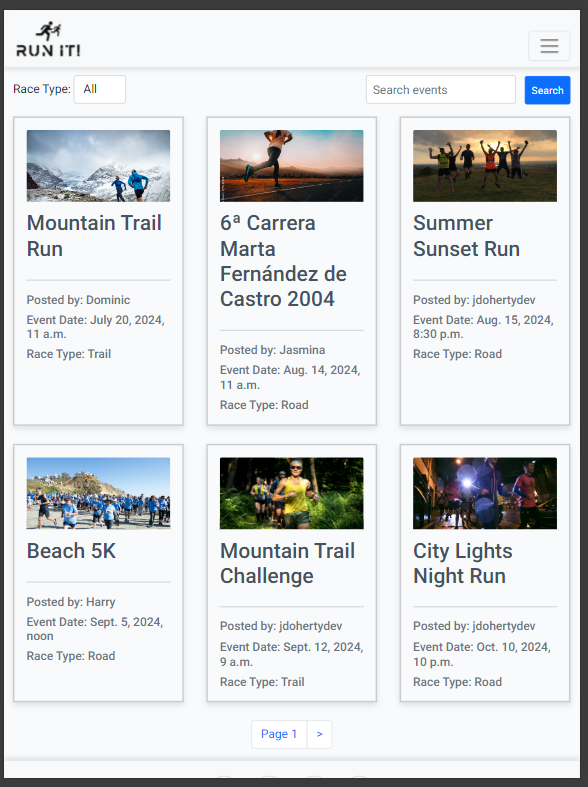 RUN IT!
Race Type: All
Search events
Search
Mountain Trail
Run
Posted by: Dominic
Event Date: July 20, 2024,
11 a.m.
Race Type: Trail
6ª Carrera
Marta
Fernández de
Castro 2004
Posted by: Jasmina
Event Date: Aug. 14, 2024,
11 a.m.
Race Type: Road
Summer
Sunset Run
Posted by: jdohertydev
Event Date: Aug. 15, 2024,
8:30 p.m.
Race Type: Road
Beach 5K
Posted by: Harry
Event Date: Sept. 5, 2024,
noon
Race Type: Road
Mountain Trail
Challenge
Posted by: jdohertydev
Event Date: Sept. 12, 2024,
9 a.m.
Race Type: Trail
City Lights
Night Run
Posted by: jdohertydev
Event Date: Oct. 10, 2024,
10 p.m.
Race Type: Road
Page 1 >